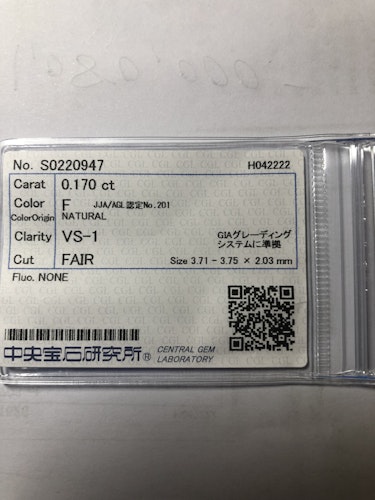 No. S0220947 H042222
Carat 0.170 ct
Color F JJA/AGL認定No.201
ColorOrigin NATURAL
Clarity VS-1 GIAグレーディング
システムに準拠
Cut FAIR Size 3.71 - 3.75 × 2.03 mm
Fluo. NONE
中央宝石研究所® CENTRAL GEM
LABORATORY